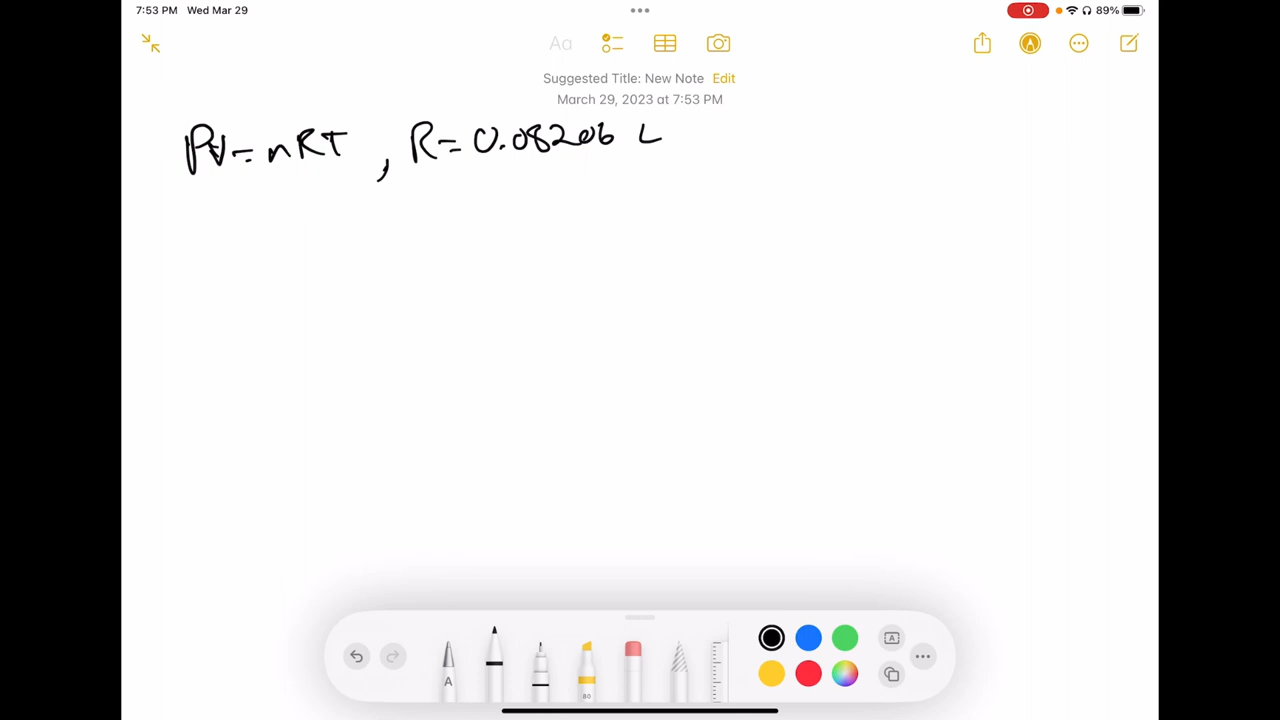 7:53 PM Wed Mar 29 89%
Aa
Suggested Title: New Note Edit
March 29, 2023 at 7:53 PM
PV = nRT , R = 0.08206 L
A
80
A